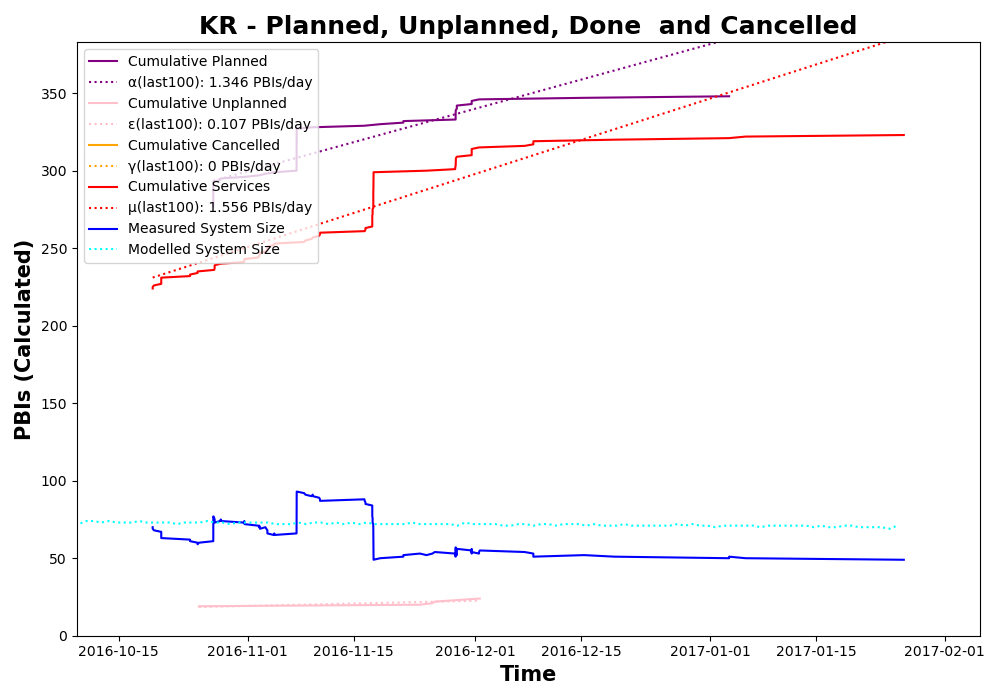 KR - Planned, Unplanned, Done  and Cancelled
Cumulative Planned
α(last100): 1.346 PBIs/day
Cumulative Unplanned
ε(last100): 0.107 PBIs/day
Cumulative Cancelled
γ(last100): 0 PBIs/day
Cumulative Services
μ(last100): 1.556 PBIs/day
Measured System Size
Modelled System Size
PBIs (Calculated)
350
300
250
200
150
100
50
0
2016-10-15
2016-11-01
2016-11-15
2016-12-01
2016-12-15
2017-01-01
2017-01-15
2017-02-01
Time